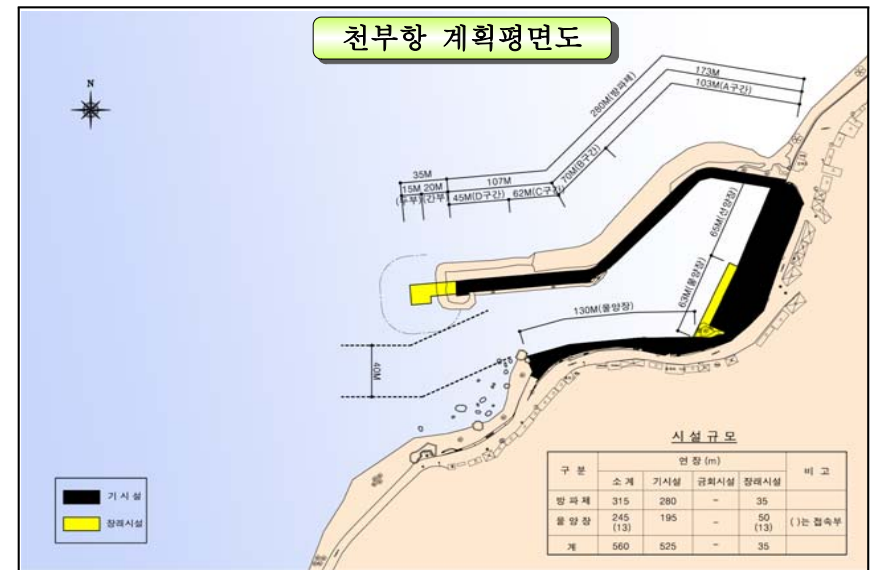 천부항 계획평면도
N
173M
280M(방파제)
103M(A구간)
70M(B구간)
35M
107M
15M 20M
(두부)(간부)
45M(D구간) 62M(C구간)
65M(선양장)
63M(물양장)
130M(물양장)
40M
기시설
장래시설
시설규모
구 분 연 장 (m) 비 고
소 계 기시설 금회시설 장래시설
방 파 제 315 280 - 35
물 양 장 245 (13) 195 - 50 (13) ( )는 접속부
계 560 525 - 35